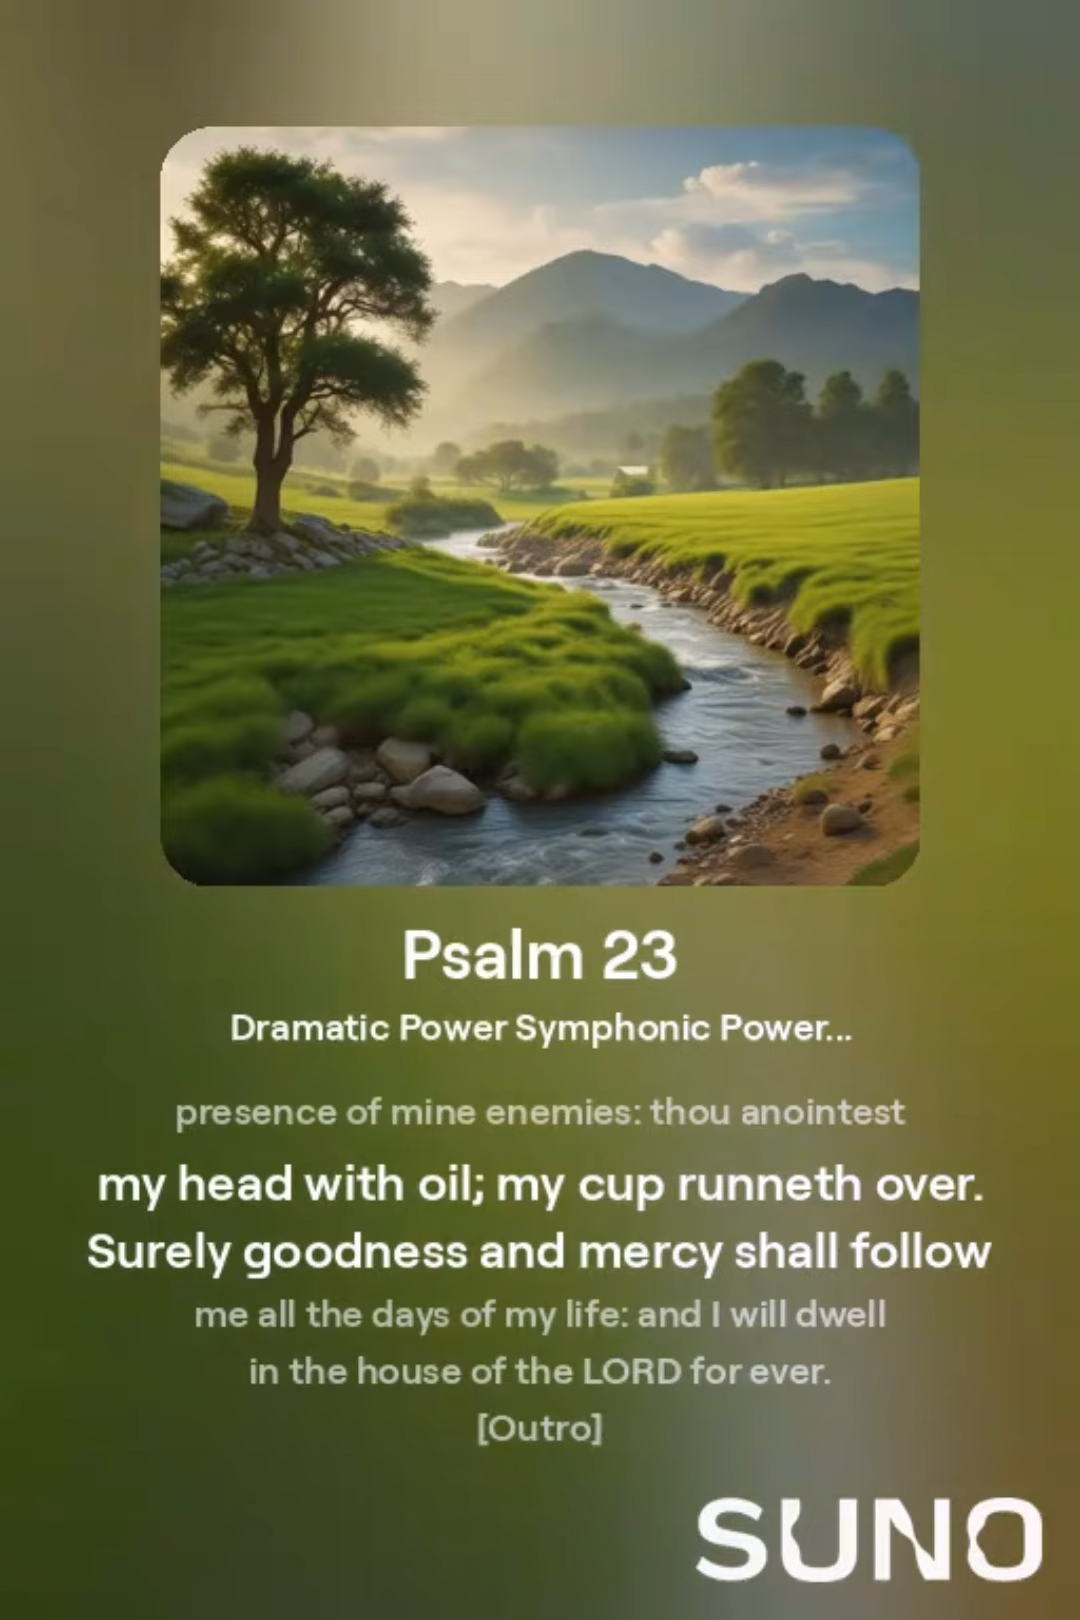 Psalm 23
Dramatic Power Symphonic Power...
presence of mine enemies: thou anointest
my head with oil; my cup runneth over.
Surely goodness and mercy shall follow
me all the days of my life: and I will dwell
in the house of the LORD for ever.
[Outro]
SUNO